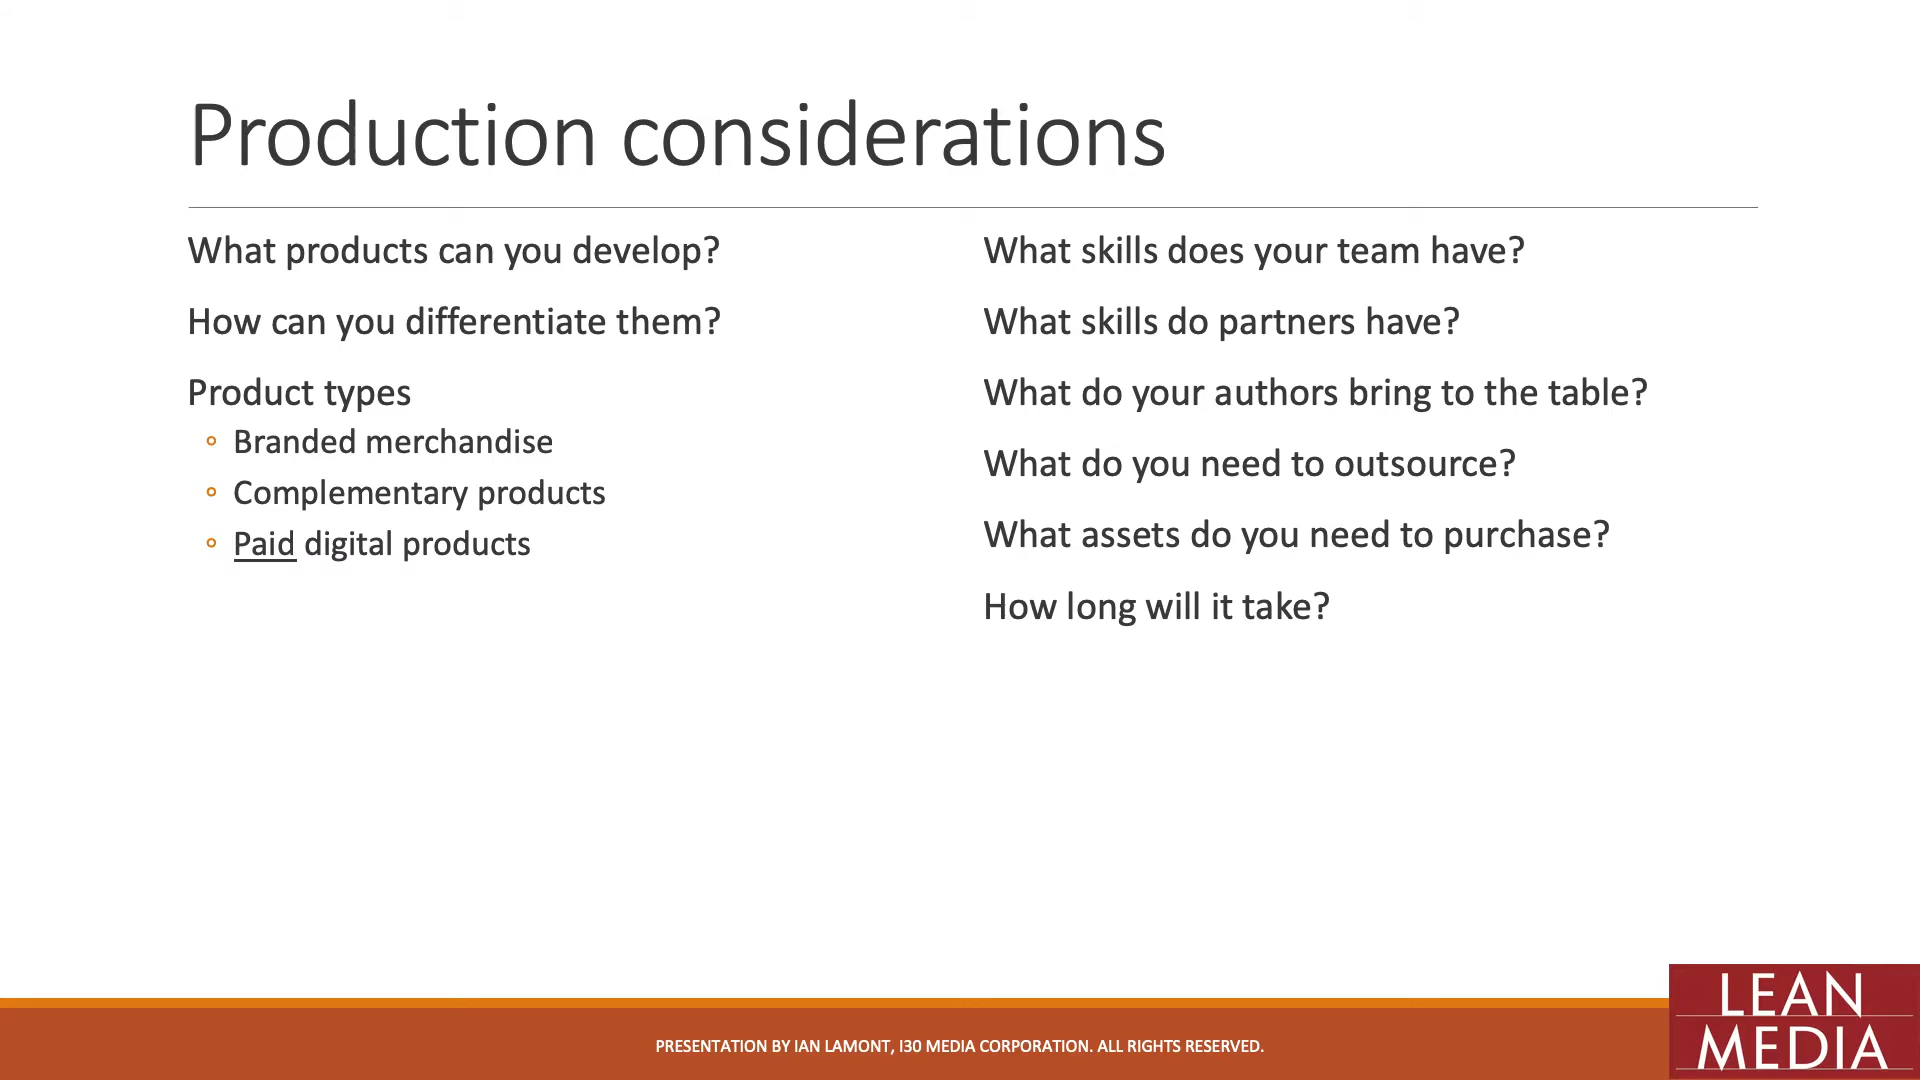 Production considerations
What products can you develop?
How can you differentiate them?
Product types
Branded merchandise
Complementary products
Paid digital products
What skills does your team have?
What skills do partners have?
What do your authors bring to the table?
What do you need to outsource?
What assets do you need to purchase?
How long will it take?
PRESENTATION BY IAN LAMONT, I30 MEDIA CORPORATION. ALL RIGHTS RESERVED.
LEAN
MEDIA